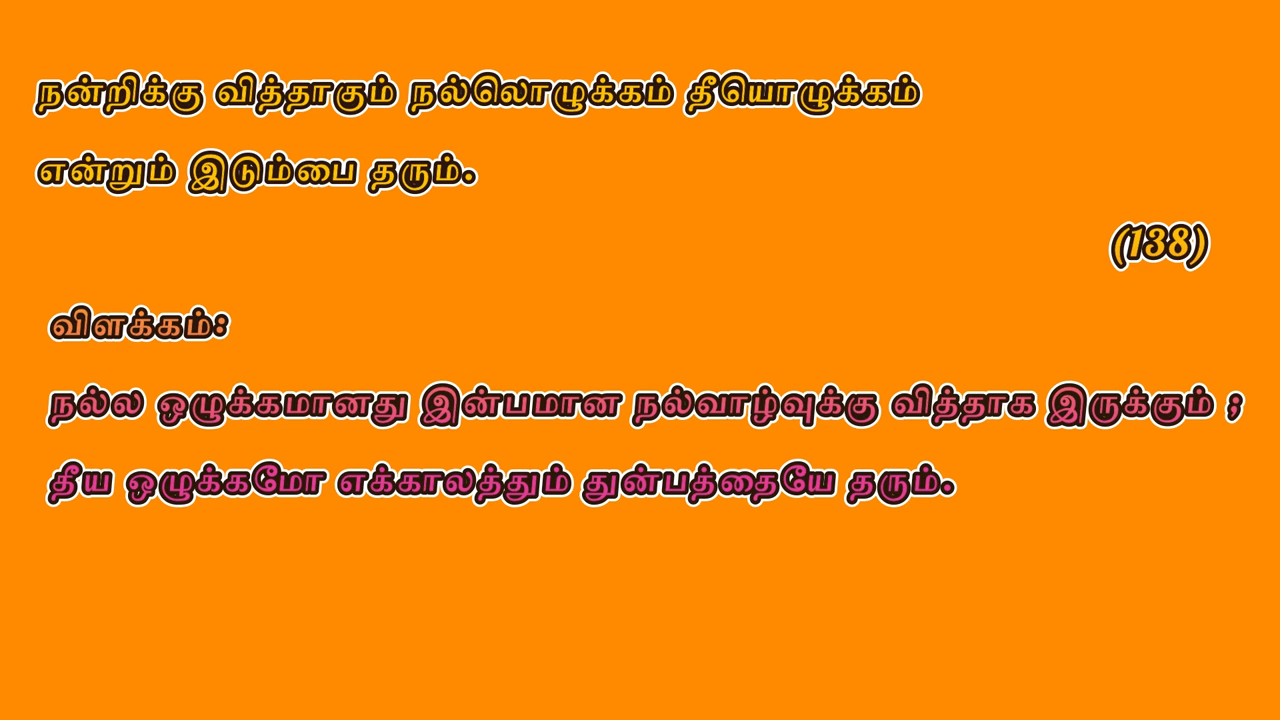 நன்றிக்கு வித்தாகும் நல்லொழுக்கம் தீயொழுக்கம்
என்றும் இடும்பை தரும்.
(138)
விளக்கம்:
நல்ல ஒழுக்கமானது இன்பமான நல்வாழ்வுக்கு வித்தாக இருக்கும் ;
தீய ஒழுக்கமோ எக்காலத்தும் துன்பத்தையே தரும்.